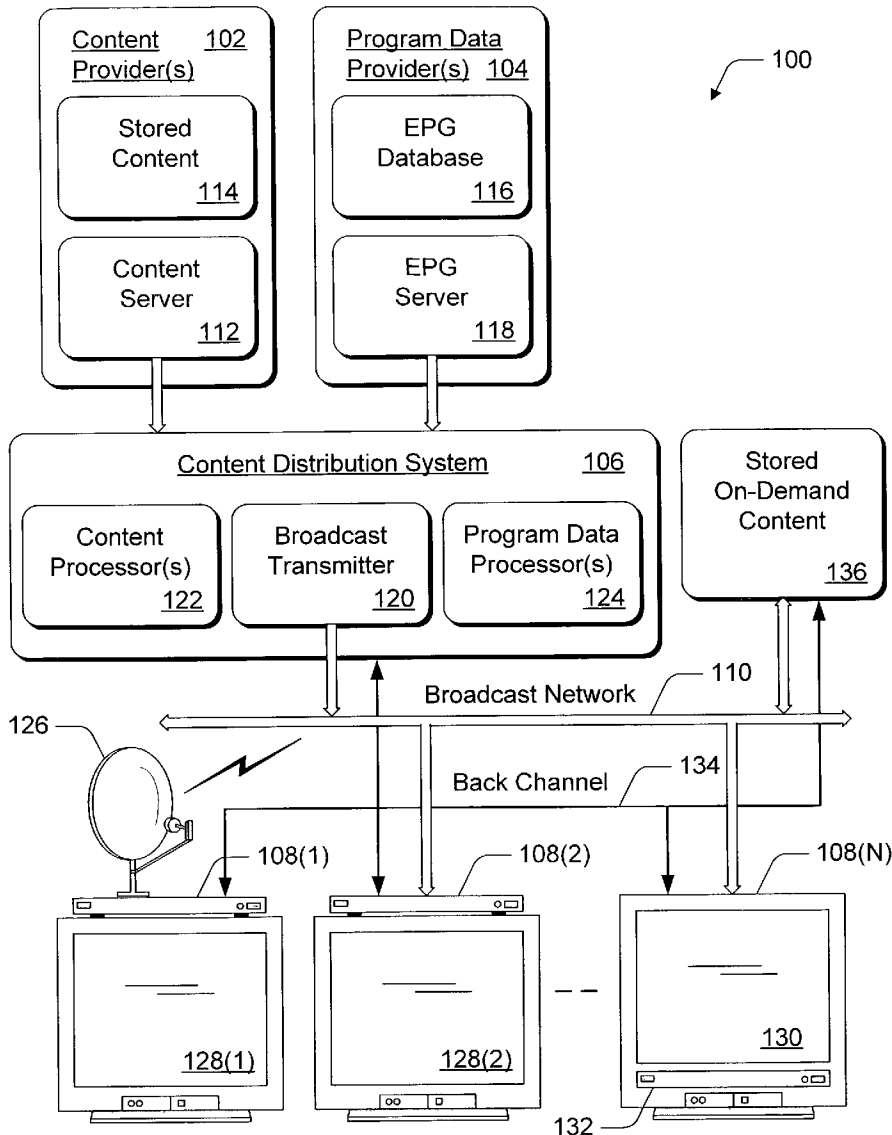 Content 102
Provider(s)
Stored
Content
114
Content
Server
112
Program Data
Provider(s) 104
EPG
Database
116
EPG
Server
118
100
Content Distribution System 106
Content
Processor(s)
122
Broadcast
Transmitter
120
Program Data
Processor(s)
124
Stored
On-Demand
Content
136
Broadcast Network 110
126
Back Channel 134
108(1)
108(2)
108(N)
128(1)
128(2)
130
132